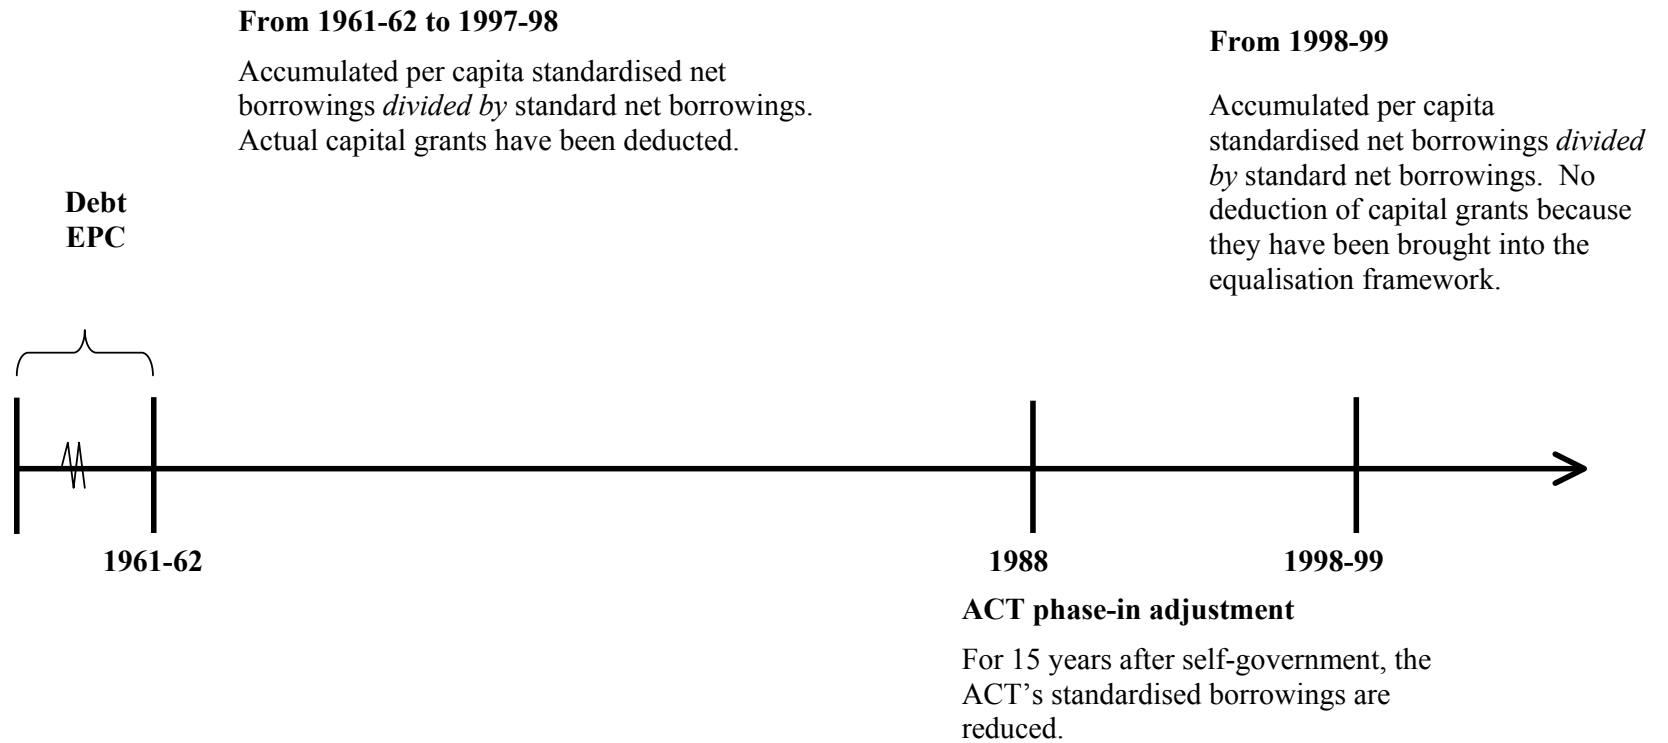 From 1961-62 to 1997-98
Accumulated per capita standardised net
borrowings divided by standard net borrowings.
Actual capital grants have been deducted.
From 1998-99
Accumulated per capita
standardised net borrowings divided
by standard net borrowings.  No
deduction of capital grants because
they have been brought into the
equalisation framework.
Debt
EPC
1961-62
1988
1998-99
ACT phase-in adjustment
For 15 years after self-government, the
ACT’s standardised borrowings are
reduced.